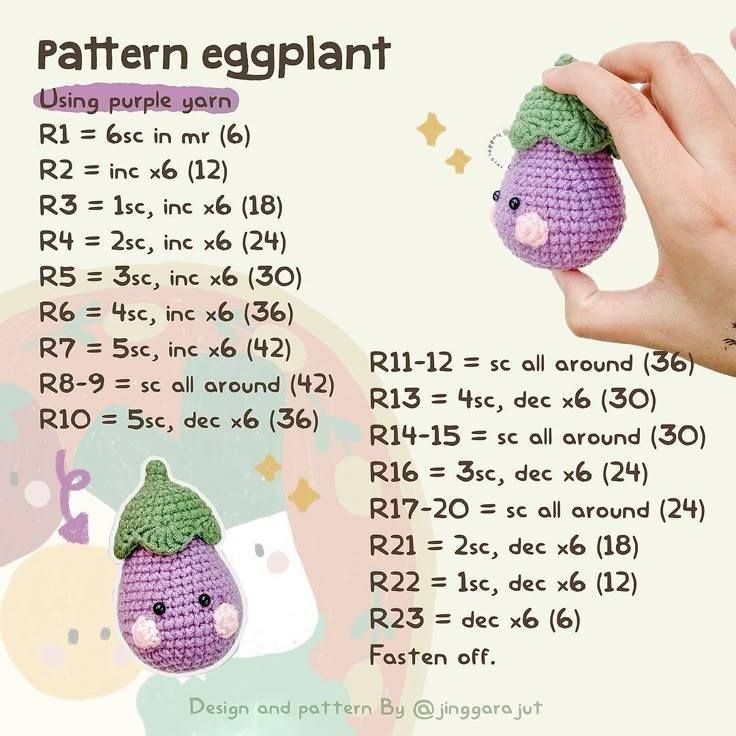 Pattern eggplant
Using purple yarn
R1 = 6sc in mr (6)
R2 = inc x6 (12)
R3 = 1sc, inc x6 (18)
R4 = 2sc, inc x6 (24)
R5 = 3sc, inc x6 (30)
R6 = 4sc, inc x6 (36)
R7 = 5sc, inc x6 (42)
R8-9 = sc all around (42)
R10 = 5sc, dec x6 (36)
R11-12 = sc all around (36)
R13 = 4sc, dec x6 (30)
R14-15 = sc all around (30)
R16 = 3sc, dec x6 (24)
R17-20 = sc all around (24)
R21 = 2sc, dec x6 (18)
R22 = 1sc, dec x6 (12)
R23 = dec x6 (6)
Fasten off.
Design and pattern By @jinggarajut